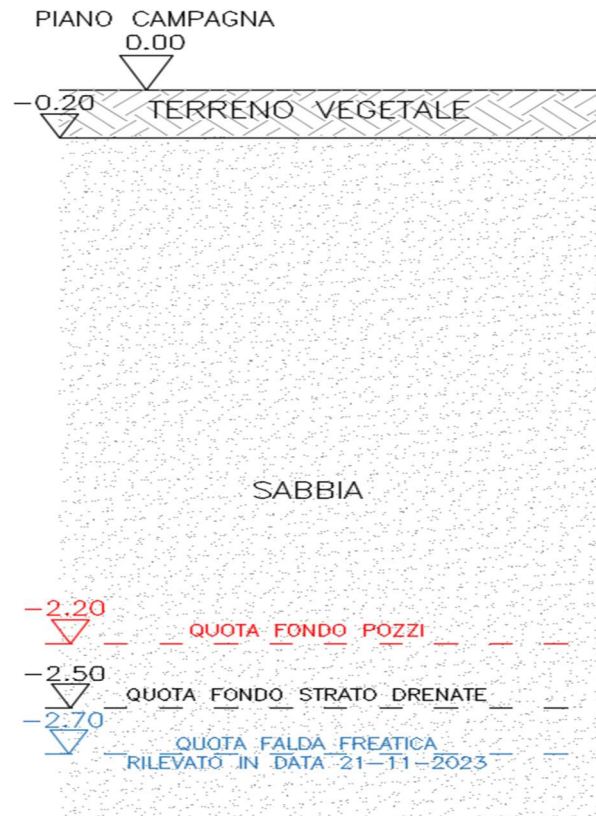 PIANO CAMPAGNA
0.00
-0.20
TERRENO VEGETALE
SABBIA
-2.20
QUOTA FONDO POZZI
-2.50
QUOTA FONDO STRATO DRENATE
-2.70
QUOTA FALDA FREATICA
RILEVATO IN DATA 21-11-2023